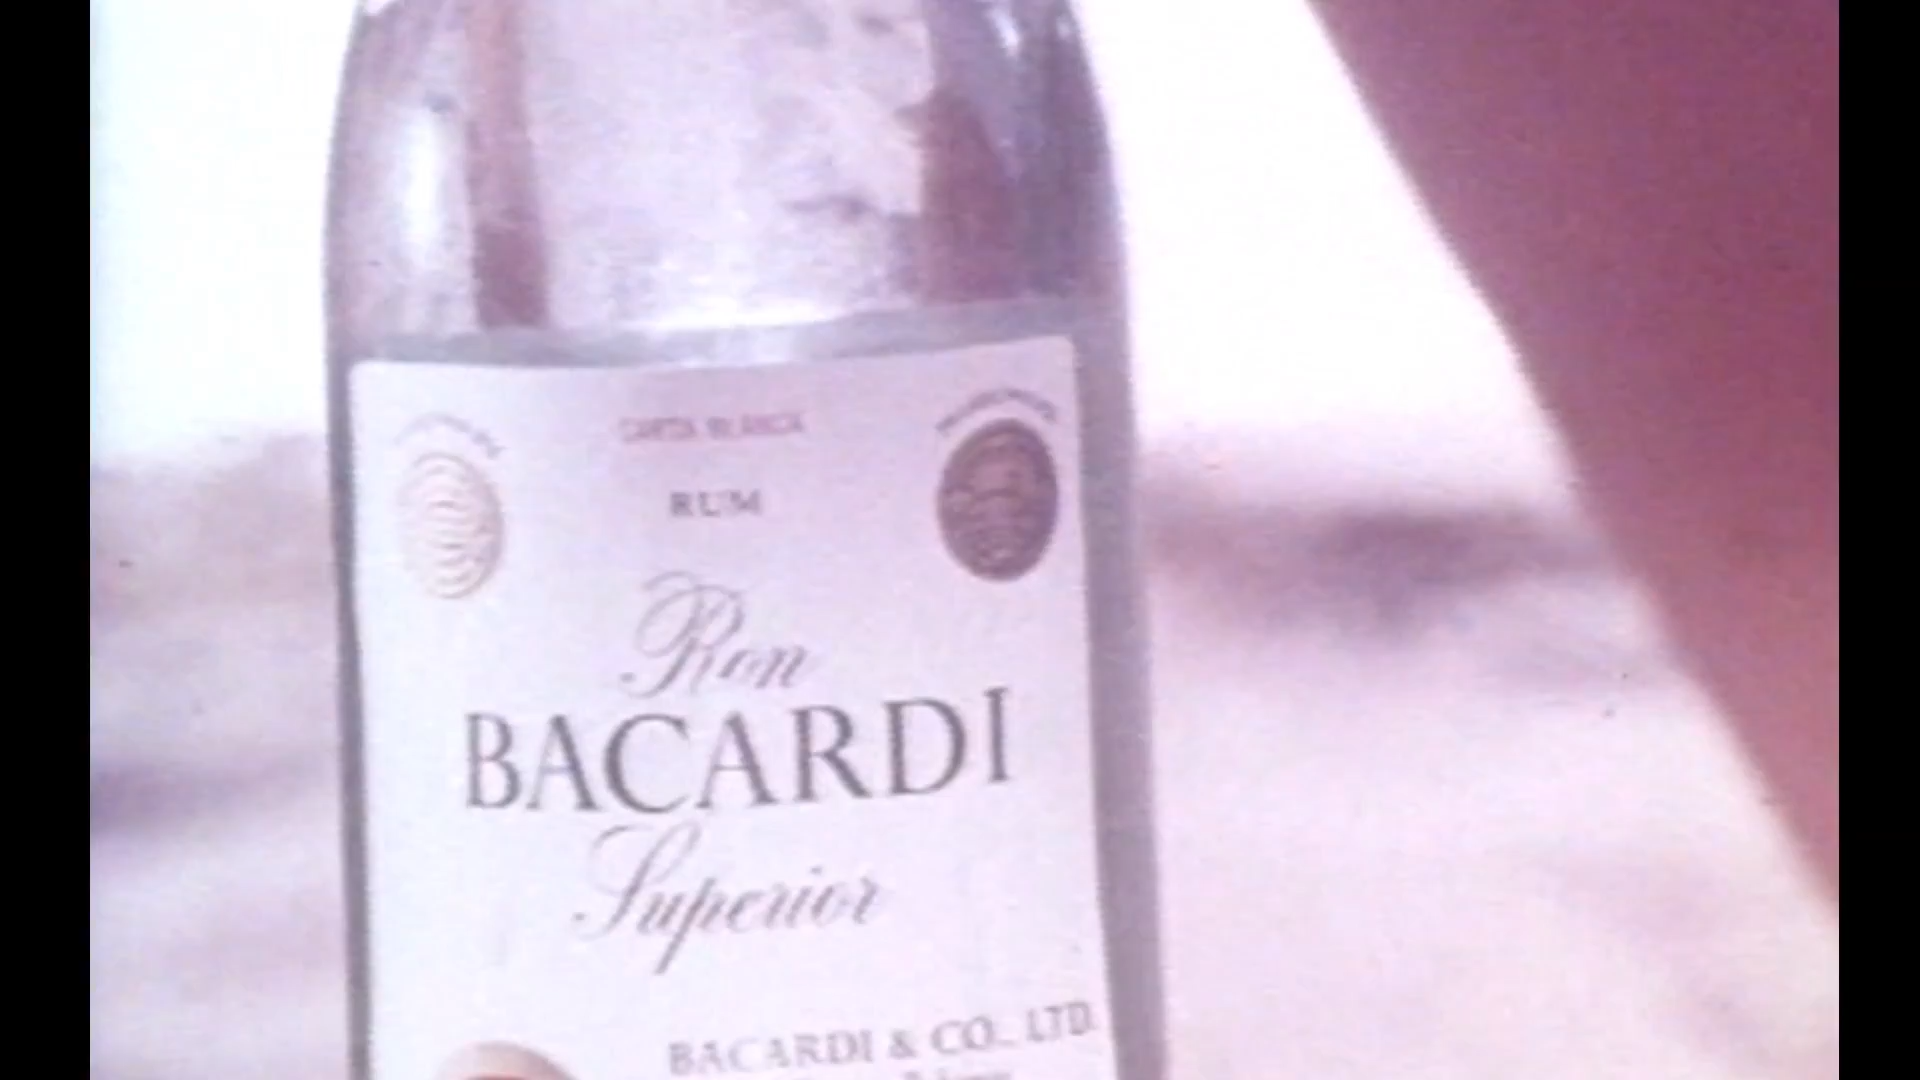 CARTA BLANCA
RUM
Ron
BACARDI
Superior
BACARDI & CO. LTD.